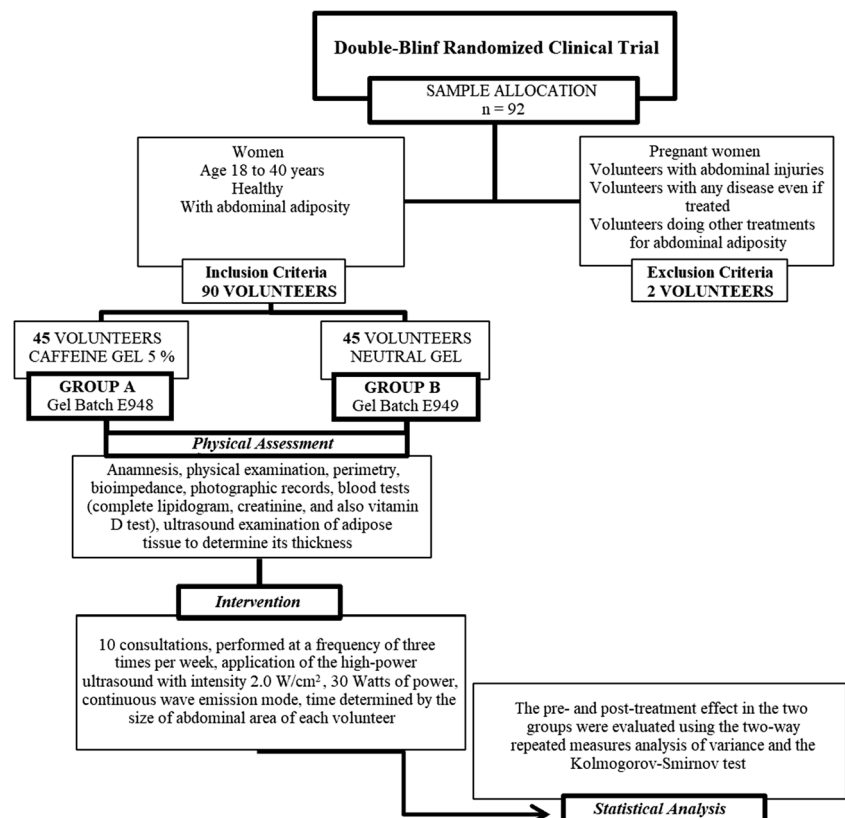 Double-Blinf Randomized Clinical Trial
SAMPLE ALLOCATION
n = 92
Women
Age 18 to 40 years
Healthy
With abdominal adiposity
Inclusion Criteria
90 VOLUNTEERS
Pregnant women
Volunteers with abdominal injuries
Volunteers with any disease even if
treated
Volunteers doing other treatments
for abdominal adiposity
Exclusion Criteria
2 VOLUNTEERS
45 VOLUNTEERS
CAFFEINE GEL 5 %
GROUP A
Gel Batch E948
45 VOLUNTEERS
NEUTRAL GEL
GROUP B
Gel Batch E949
Physical Assessment
Anamnesis, physical examination, perimetry,
bioimpedance, photographic records, blood tests
(complete lipidogram, creatinine, and also vitamin
D test), ultrasound examination of adipose
tissue to determine its thickness
Intervention
10 consultations, performed at a frequency of three
times per week, application of the high-power
ultrasound with intensity 2.0 W/cm², 30 Watts of power,
continuous wave emission mode, time determined by the
size of abdominal area of each volunteer
The pre- and post-treatment effect in the two
groups were evaluated using the two-way
repeated measures analysis of variance and the
Kolmogorov-Smirnov test
Statistical Analysis